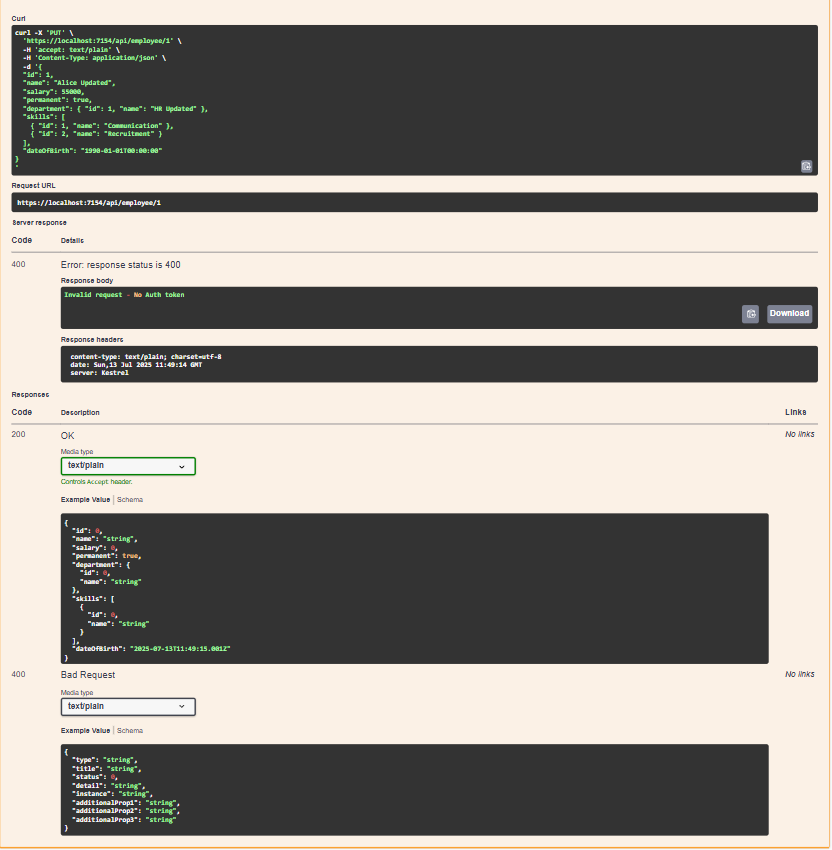 Curl
curl -X 'PUT' \
'https://localhost:7154/api/employee/1' \
-H 'accept: text/plain' \
-H 'Content-Type: application/json' \
-d '{
"id": 1,
"name": "Alice Updated",
"salary": 55000,
"permanent": true,
"department": { "id": 1, "name": "HR Updated" },
"skills": [
{ "id": 1, "name": "Communication" },
{ "id": 2, "name": "Recruitment" }
],
"dateOfBirth": "1990-01-01T00:00:00"
}
'
Request URL
https://localhost:7154/api/employee/1
Server response
Code Details
400 Error: response status is 400
Response body
Invalid request - No Auth token
Download
Response headers
content-type: text/plain; charset=utf-8
date: Sun,13 Jul 2025 11:49:14 GMT
server: Kestrel
Responses
Code Description Links
200 OK No links
Media type
text/plain
Controls Accept header.
Example Value | Schema
{
"id": 0,
"name": "string",
"salary": 0,
"permanent": true,
"department": {
"id": 0,
"name": "string"
},
"skills": [
{
"id": 0,
"name": "string"
}
],
"dateOfBirth": "2025-07-13T11:49:15.001Z"
}
400 Bad Request No links
Media type
text/plain
Example Value | Schema
{
"type": "string",
"title": "string",
"status": 0,
"detail": "string",
"instance": "string",
"additionalProp1": "string",
"additionalProp2": "string",
"additionalProp3": "string"
}